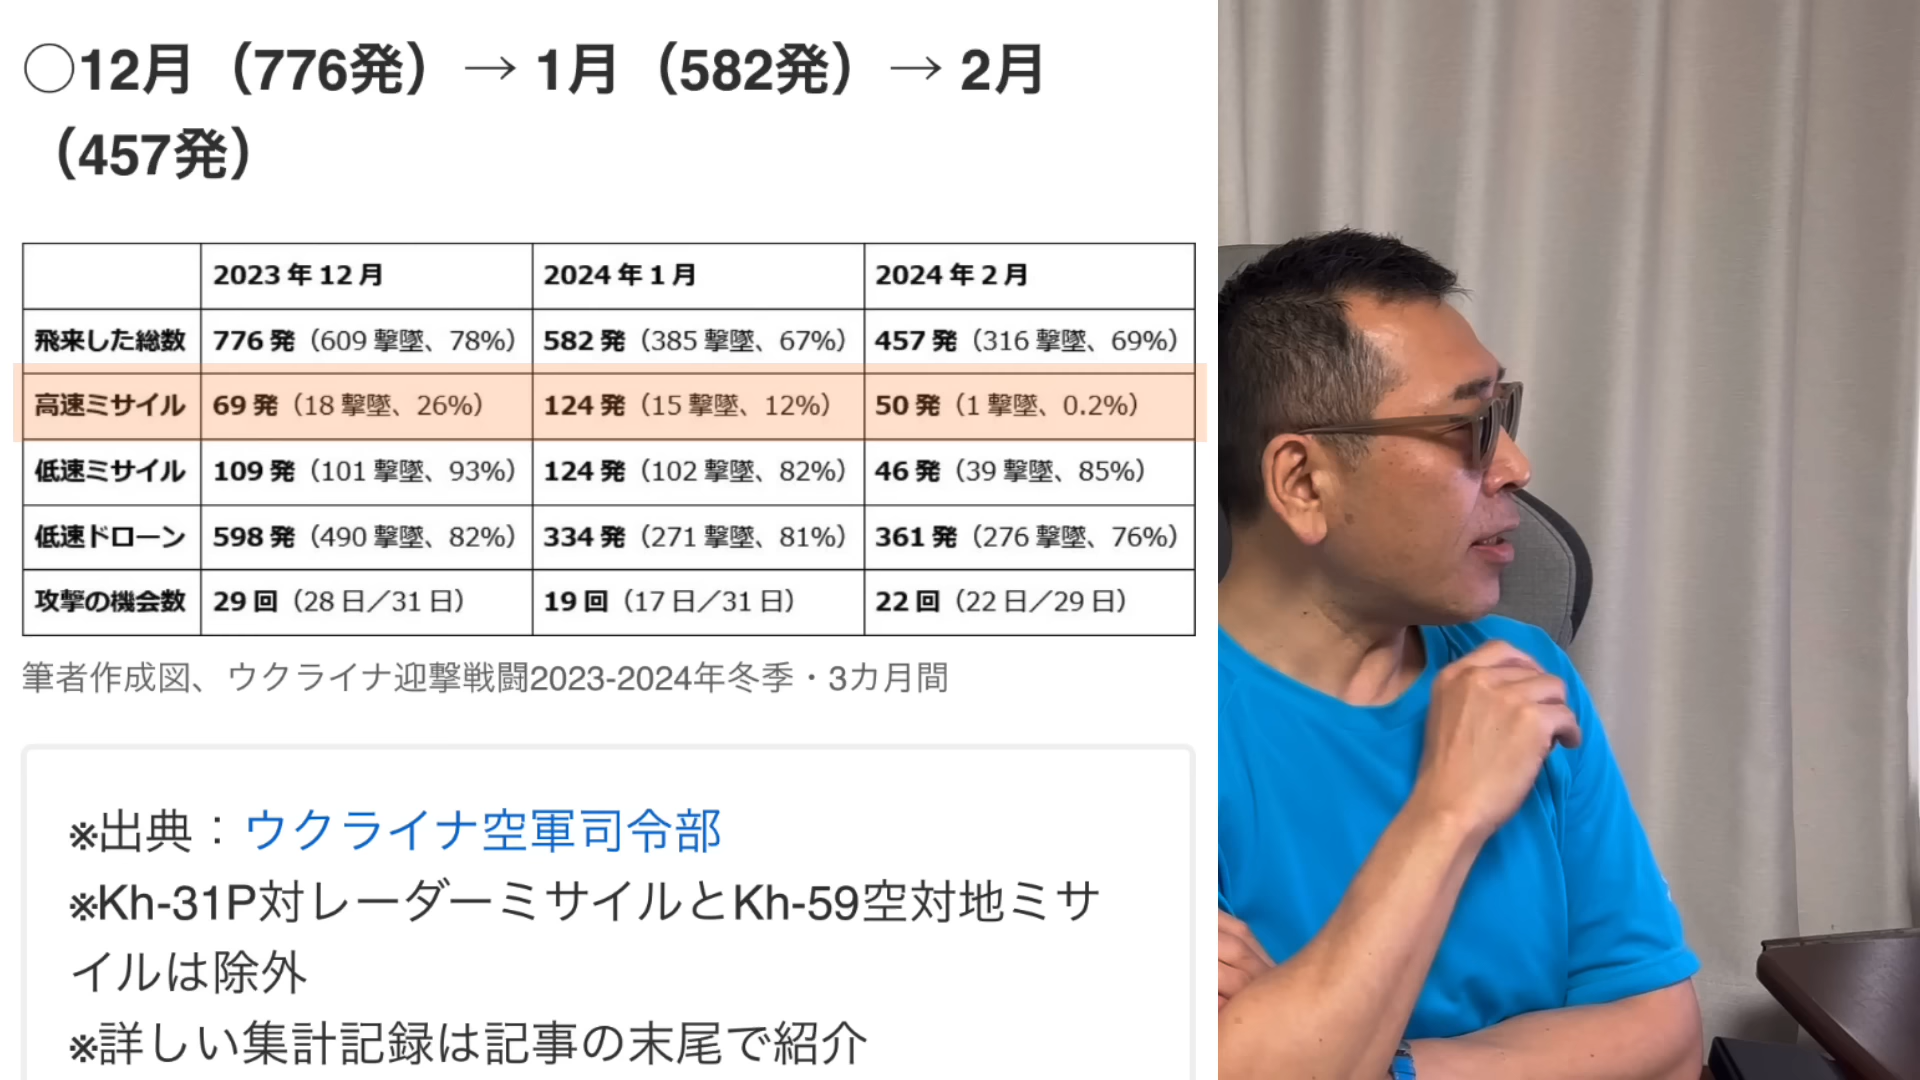 ○12月（776発）→ 1月（582発）→ 2月
（457発）
2023年12月 2024年1月 2024年2月
飛来した総数 776発（609撃墜、78%） 582発（385撃墜、67%） 457発（316撃墜、69%）
高速ミサイル 69発（18撃墜、26%） 124発（15撃墜、12%） 50発（1撃墜、0.2%）
低速ミサイル 109発（101撃墜、93%） 124発（102撃墜、82%） 46発（39撃墜、85%）
低速ドローン 598発（490撃墜、82%） 334発（271撃墜、81%） 361発（276撃墜、76%）
攻撃の機会数 29回（28日／31日） 19回（17日／31日） 22回（22日／29日）
筆者作成図、ウクライナ迎撃戦闘2023-2024年冬季・3カ月間
※出典：ウクライナ空軍司令部
※Kh-31P対レーダーミサイルとKh-59空対地ミサ
イルは除外
※詳しい集計記録は記事の末尾で紹介